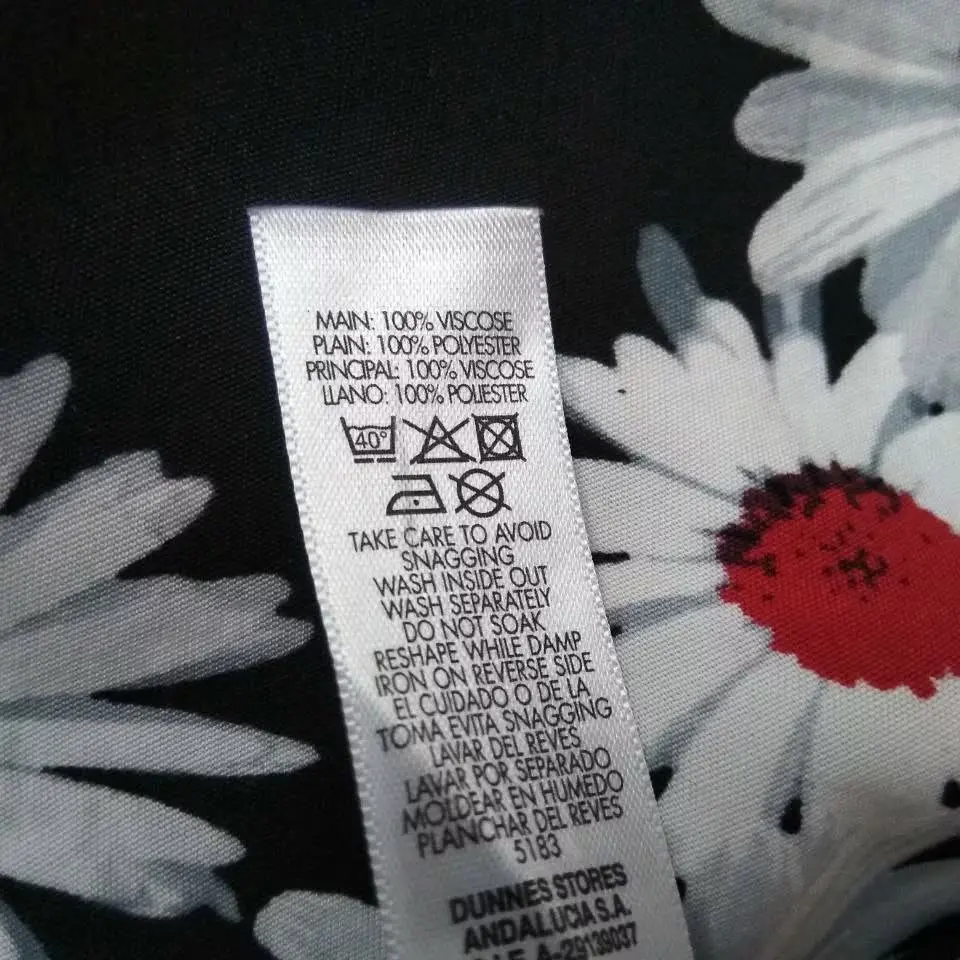 MAIN: 100% VISCOSE
PLAIN: 100% POLYESTER
PRINCIPAL: 100% VISCOSE
LLANO: 100% POLIESTER
40°
TAKE CARE TO AVOID
SNAGGING
WASH INSIDE OUT
WASH SEPARATELY
DO NOT SOAK
RESHAPE WHILE DAMP
IRON ON REVERSE SIDE
EL CUIDADO O DE LA
TOMA EVITA SNAGGING
LAVAR DEL REVES
LAVAR POR SEPARADO
MOLDEAR EN HUMEDO
PLANCHAR DEL REVES
5183
DUNNES STORES
ANDALUCIA S.A.
A-29139037